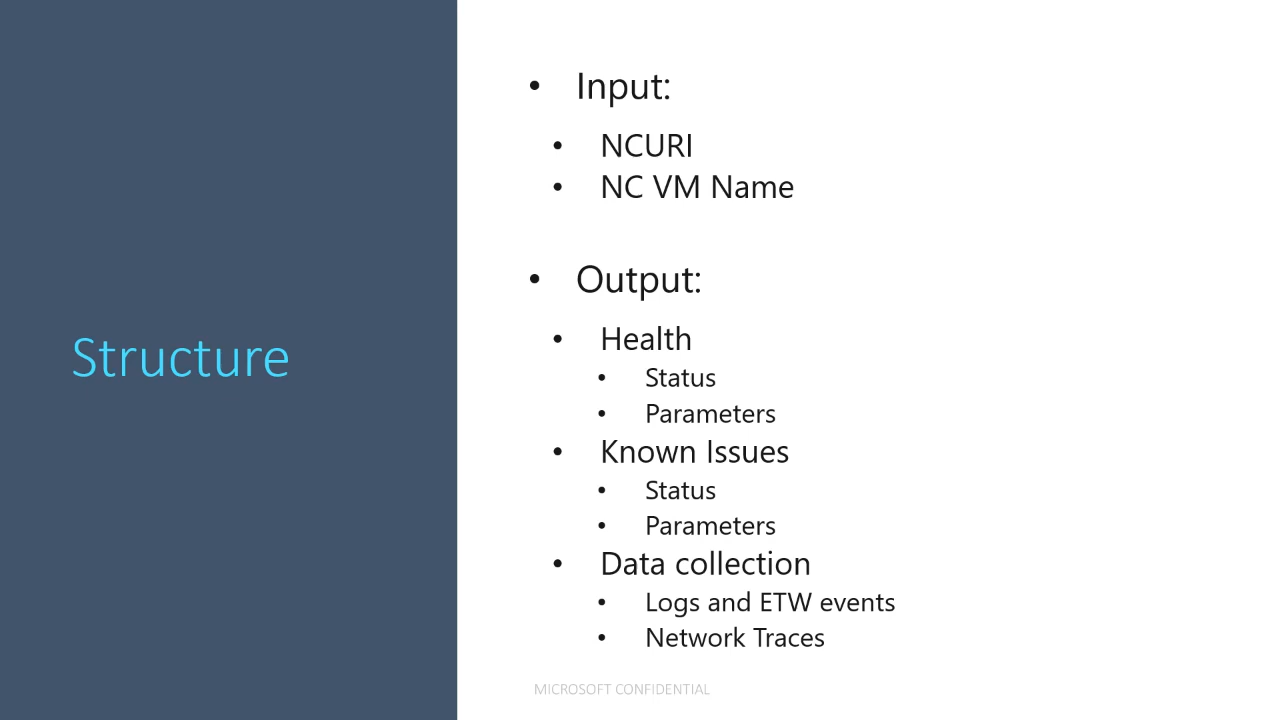 Structure
• Input:
• NCURI
• NC VM Name
• Output:
• Health
• Status
• Parameters
• Known Issues
• Status
• Parameters
• Data collection
• Logs and ETW events
• Network Traces
MICROSOFT CONFIDENTIAL